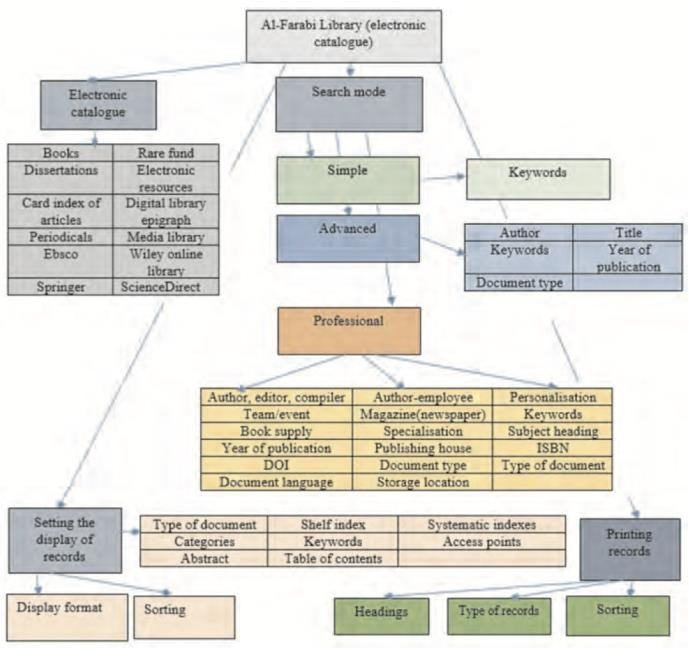 Al-Farabi Library (electronic
catalogue)
Electronic
catalogue
Search mode
Books Rare fund
Dissertations Electronic
resources
Card index of Digital library
articles epigraph
Periodicals Media library
Ebsco Wiley online
library
Springer ScienceDirect
Simple
Keywords
Advanced
Author Title
Keywords Year of
publication
Document type
Professional
Author, editor, compiler Author-employee Personalisation
Team/event Magazine(newspaper) Keywords
Book supply Specialisation Subject heading
Year of publication Publishing house ISBN
DOI Document type Type of document
Document language Storage location
Setting the
display of
records
Type of document Shelf index Systematic indexes
Categories Keywords Access points
Abstract Table of contents
Printing
records
Display format
Sorting
Headings
Type of records
Sorting